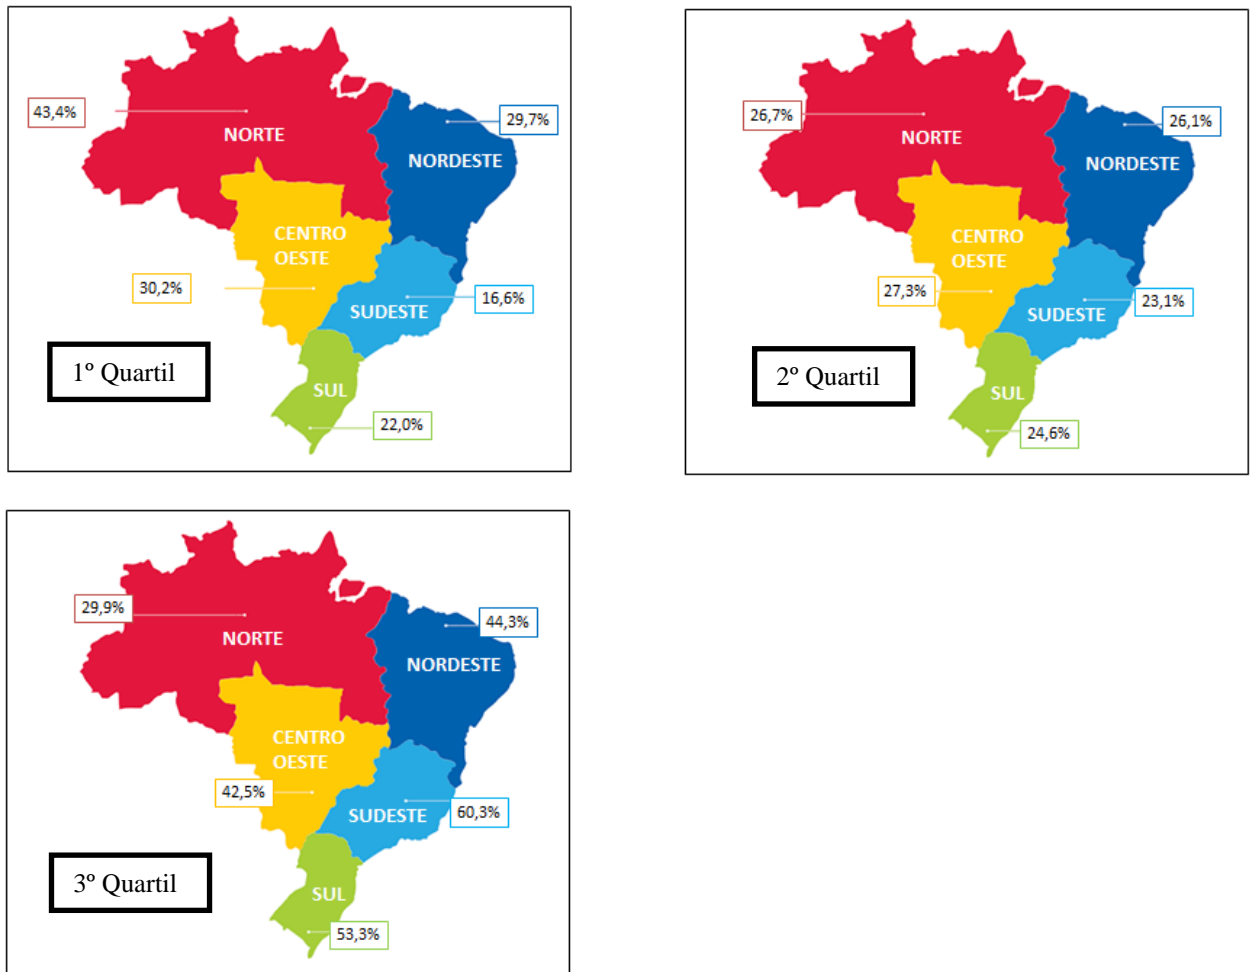 43,4%
NORTE
29,7%
NORDESTE
CENTRO
OESTE
30,2%
16,6%
SUDESTE
1º Quartil
SUL
22,0%
26,7%
NORTE
26,1%
NORDESTE
CENTRO
OESTE
27,3%
23,1%
SUDESTE
2º Quartil
SUL
24,6%
29,9%
NORTE
44,3%
NORDESTE
CENTRO
OESTE
42,5%
60,3%
SUDESTE
3º Quartil
SUL
53,3%